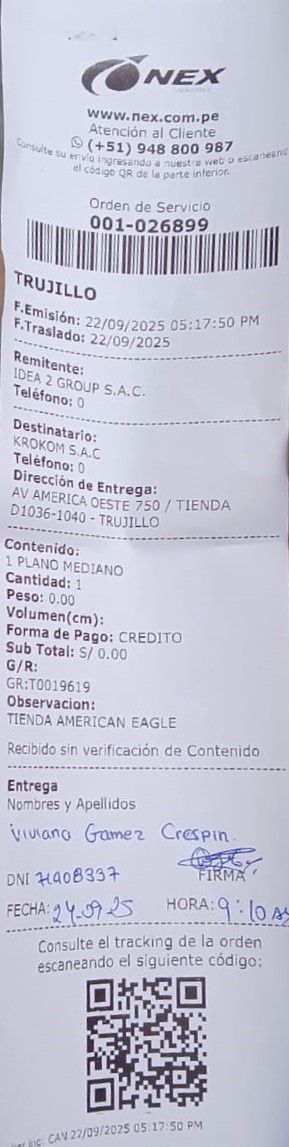 NEX
www.nex.com.pe
Atención al Cliente
(+51) 948 800 987
Consulte su envío ingresando a nuestra web o escaneand
el código QR de la parte inferior.
Orden de Servicio
001-026899
TRUJILLO
F.Emisión: 22/09/2025 05:17:50 PM
F.Traslado: 22/09/2025
Remitente:
IDEA 2 GROUP S.A.C.
Teléfono: 0
Destinatario:
KROKOM S.A.C
Teléfono: 0
Dirección de Entrega:
AV AMERICA OESTE 750 / TIENDA
D1036-1040 - TRUJILLO
Contenido:
1 PLANO MEDIANO
Cantidad: 1
Peso: 0.00
Volumen(cm):
Forma de Pago: CREDITO
Sub Total: S/ 0.00
G/R:
GR:T0019619
Observacion:
TIENDA AMERICAN EAGLE
Recibido sin verificación de Contenido
Entrega
Nombres y Apellidos
Viviana Gamez Crespin.
DNI 71908337
FIRMA
FECHA: 24-09-25 HORA: 9:10
Consulte el tracking de la orden
escaneando el siguiente código:
CAN 22/09/2025 05:17:50 PM